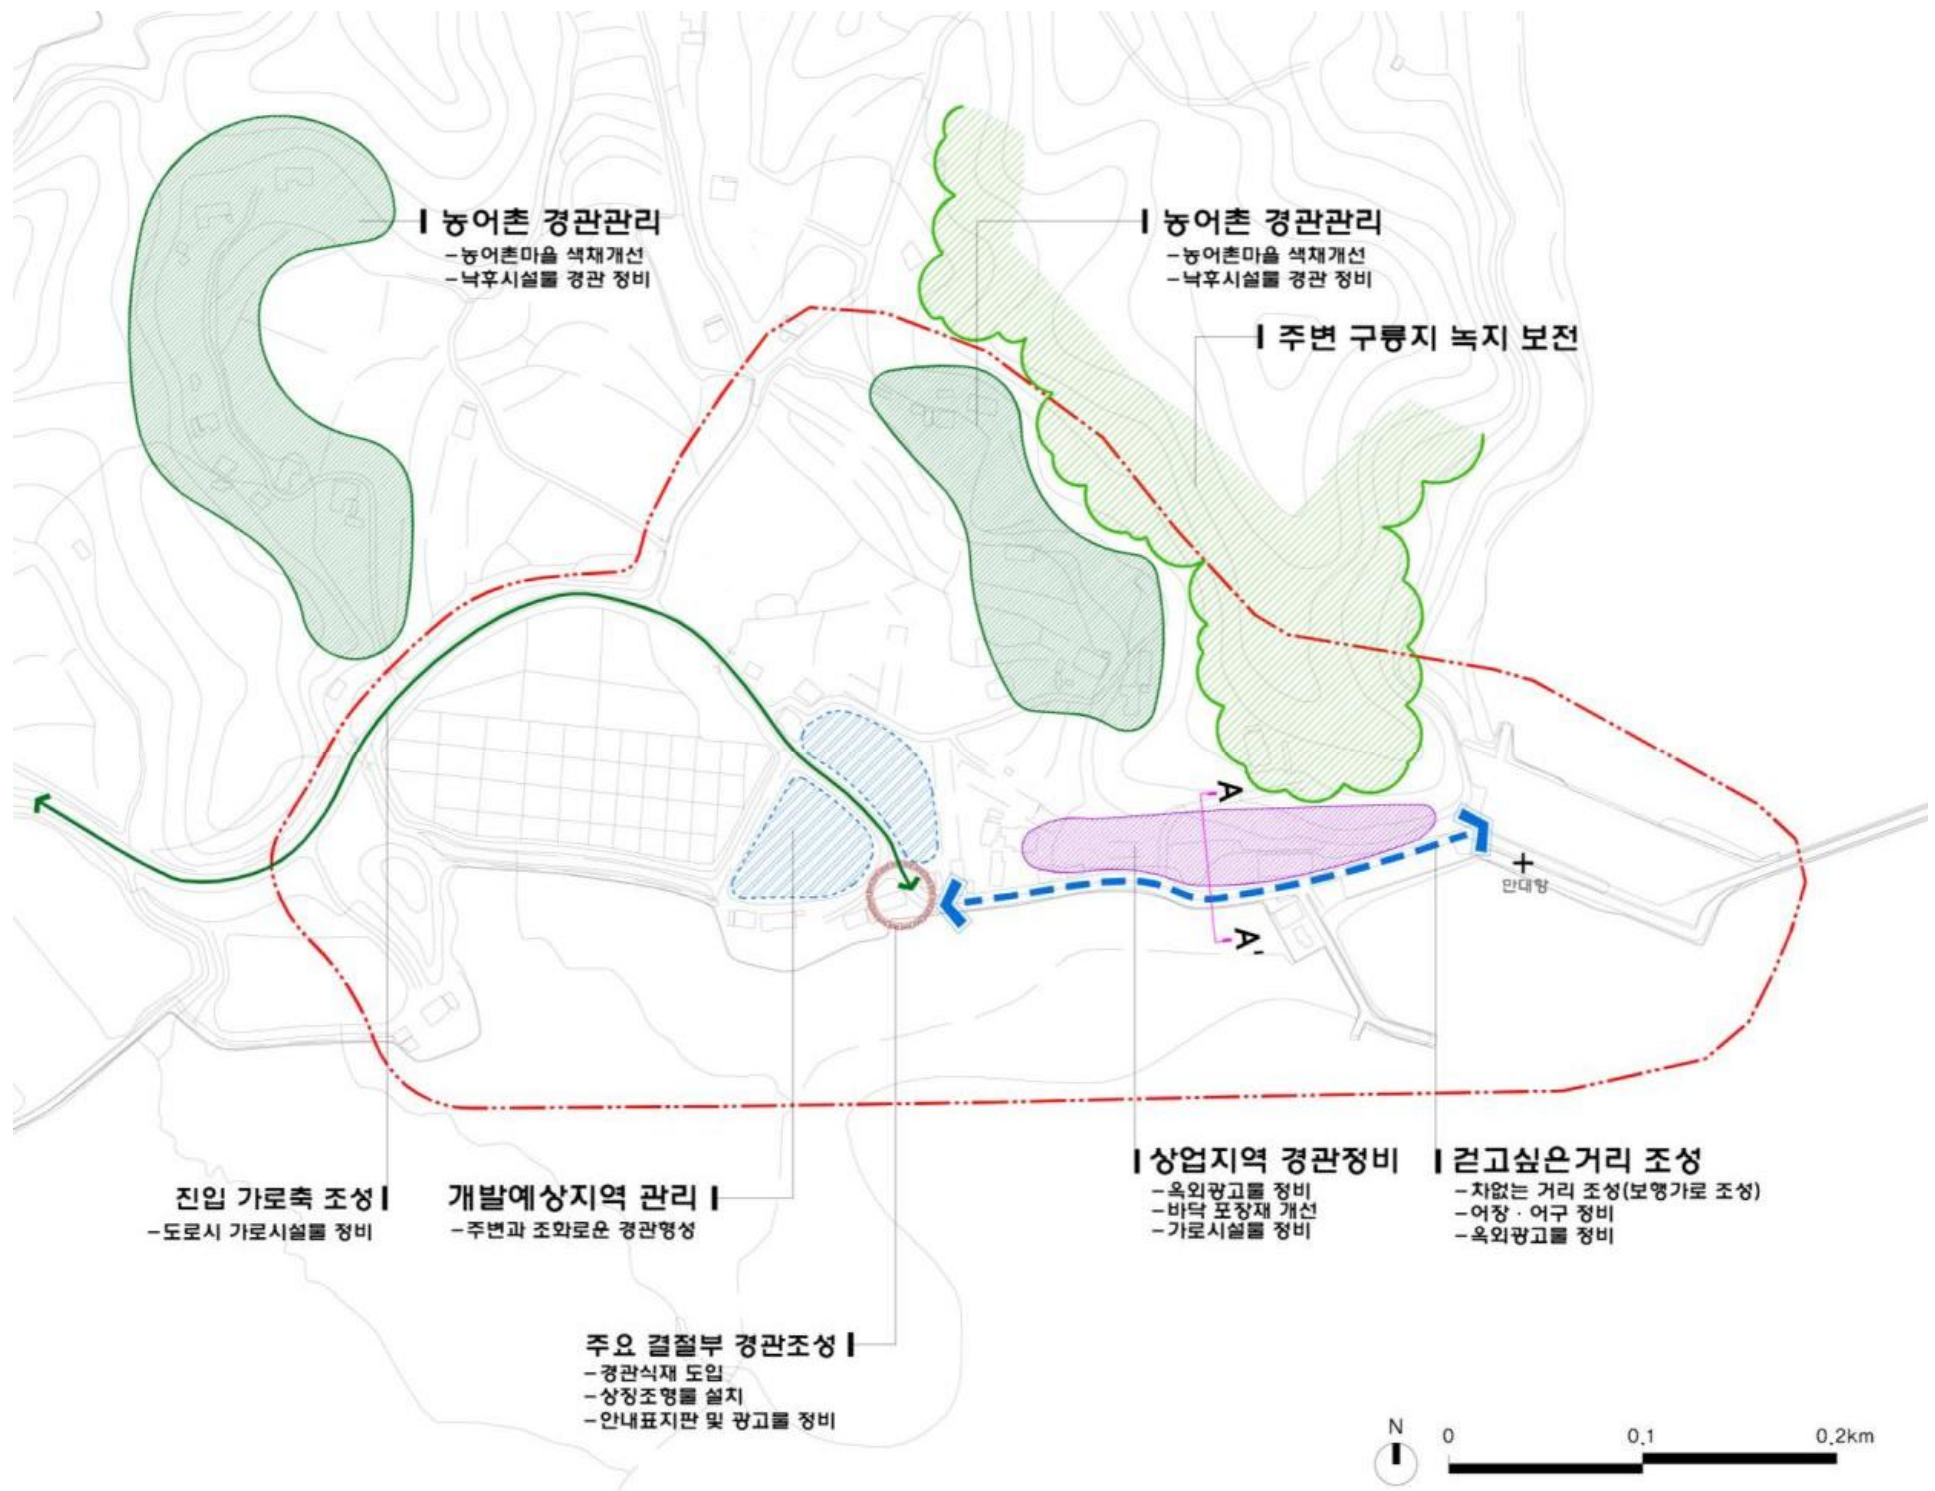 농어촌 경관관리
-농어촌마을 색채개선
-낙후시설물 경관 정비
농어촌 경관관리
-농어촌마을 색채개선
-낙후시설물 경관 정비
주변 구릉지 녹지 보전
A
만대항
A'
상업지역 경관정비
-옥외광고물 정비
-바닥 포장재 개선
-가로시설물 정비
걷고싶은거리 조성
-차없는 거리 조성(보행가로 조성)
-어장·어구 정비
-옥외광고물 정비
진입 가로축 조성
-도로시 가로시설물 정비
개발예상지역 관리
-주변과 조화로운 경관형성
주요 결절부 경관조성
-경관식재 도입
-상징조형물 설치
-안내표지판 및 광고물 정비
N
0 0.1 0.2km